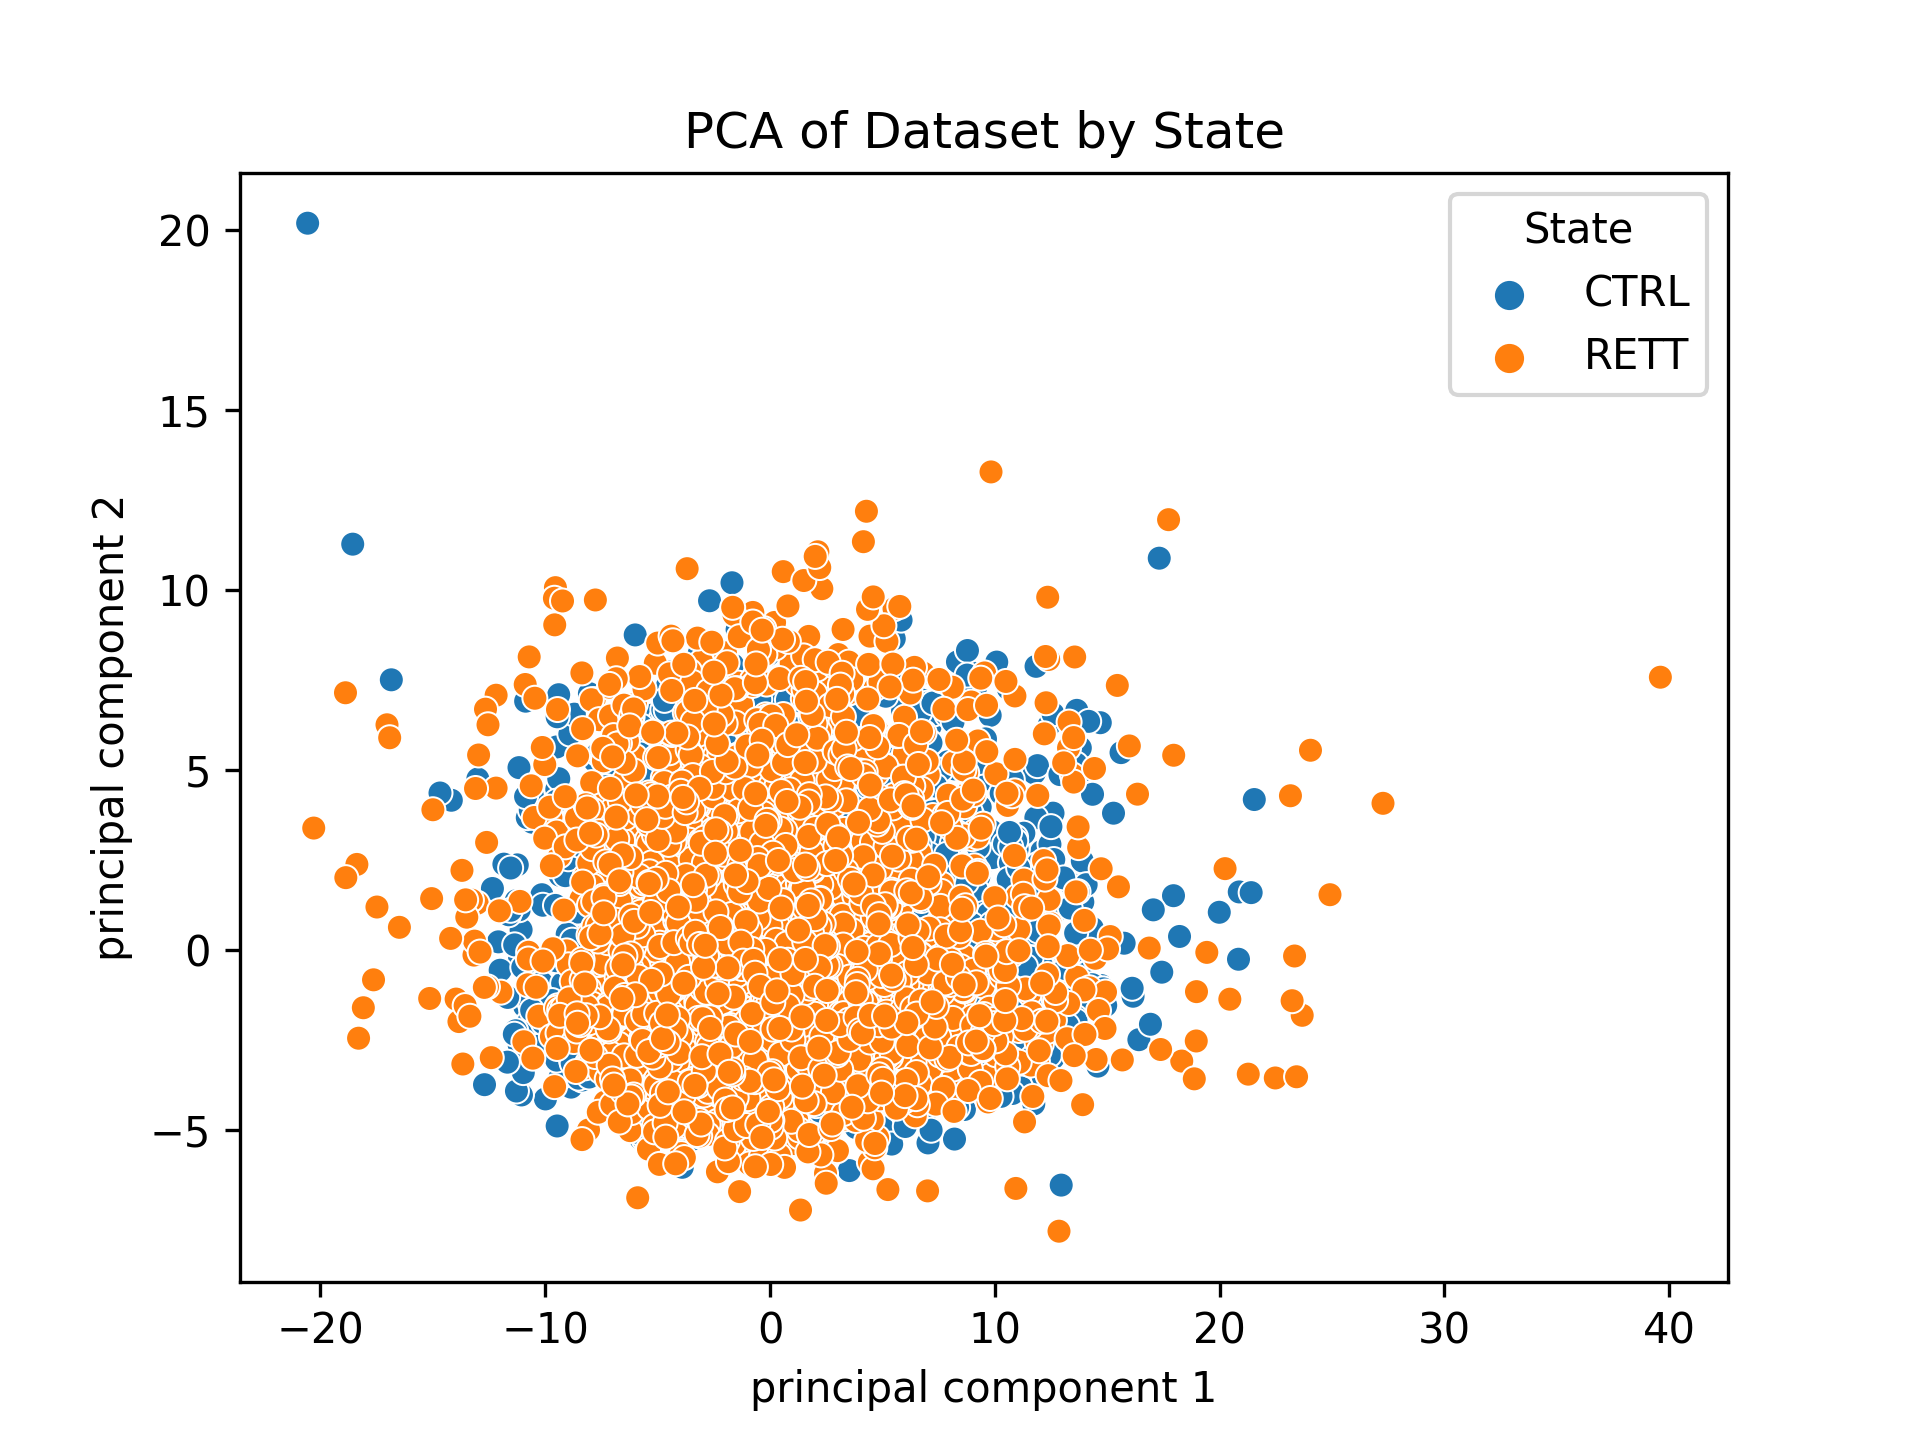 PCA of Dataset by State
State
CTRL
RETT
20
15
10
5
0
−5
principal component 2
−20 −10 0 10 20 30 40
principal component 1